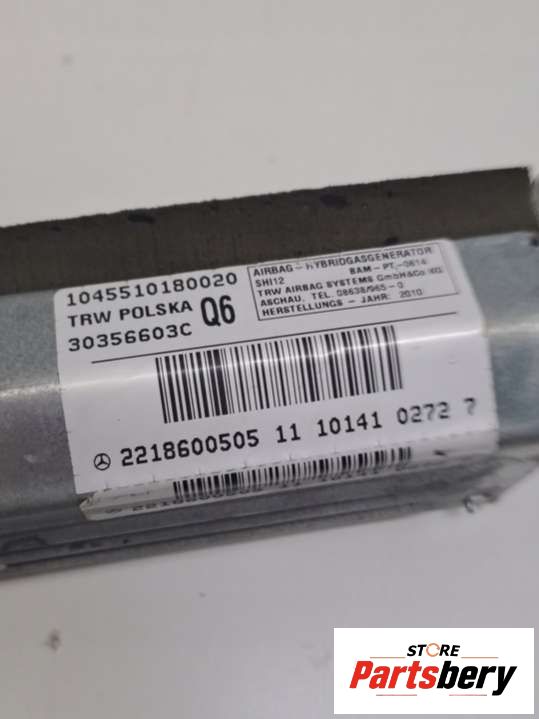 1045510180020
TRW POLSKA Q6
30356603C
AIRBAG - HYBRIDGASGENERATOR
SHI12 BAM - PT.-0614
TRW AIRBAG SYSTEMS GmbH&Co.KG
ASCHAU, TEL. 08638/965-0
HERSTELLUNGS - JAHR: 2010
2218600505 11 10141 0272 7
STORE
Partsbery